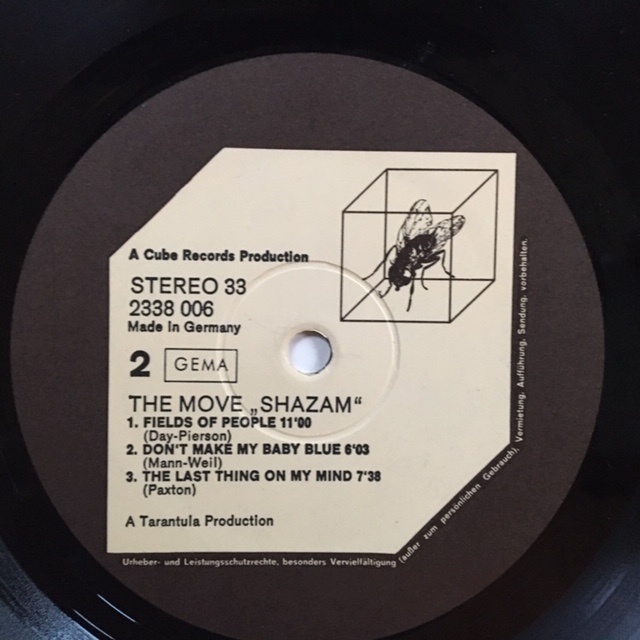 A Cube Records Production
STEREO 33
2338 006
Made in Germany
2 GEMA
THE MOVE „SHAZAM“
1. FIELDS OF PEOPLE 11'00
(Day-Pierson)
2. DON'T MAKE MY BABY BLUE 6'03
(Mann-Weil)
3. THE LAST THING ON MY MIND 7'38
(Paxton)
A Tarantula Production
Urheber- und Leistungsschutzrechte, besonders Vervielfältigung (außer zum persönlichen Gebrauch), Vermietung, Aufführung, Sendung, vorbehalten.